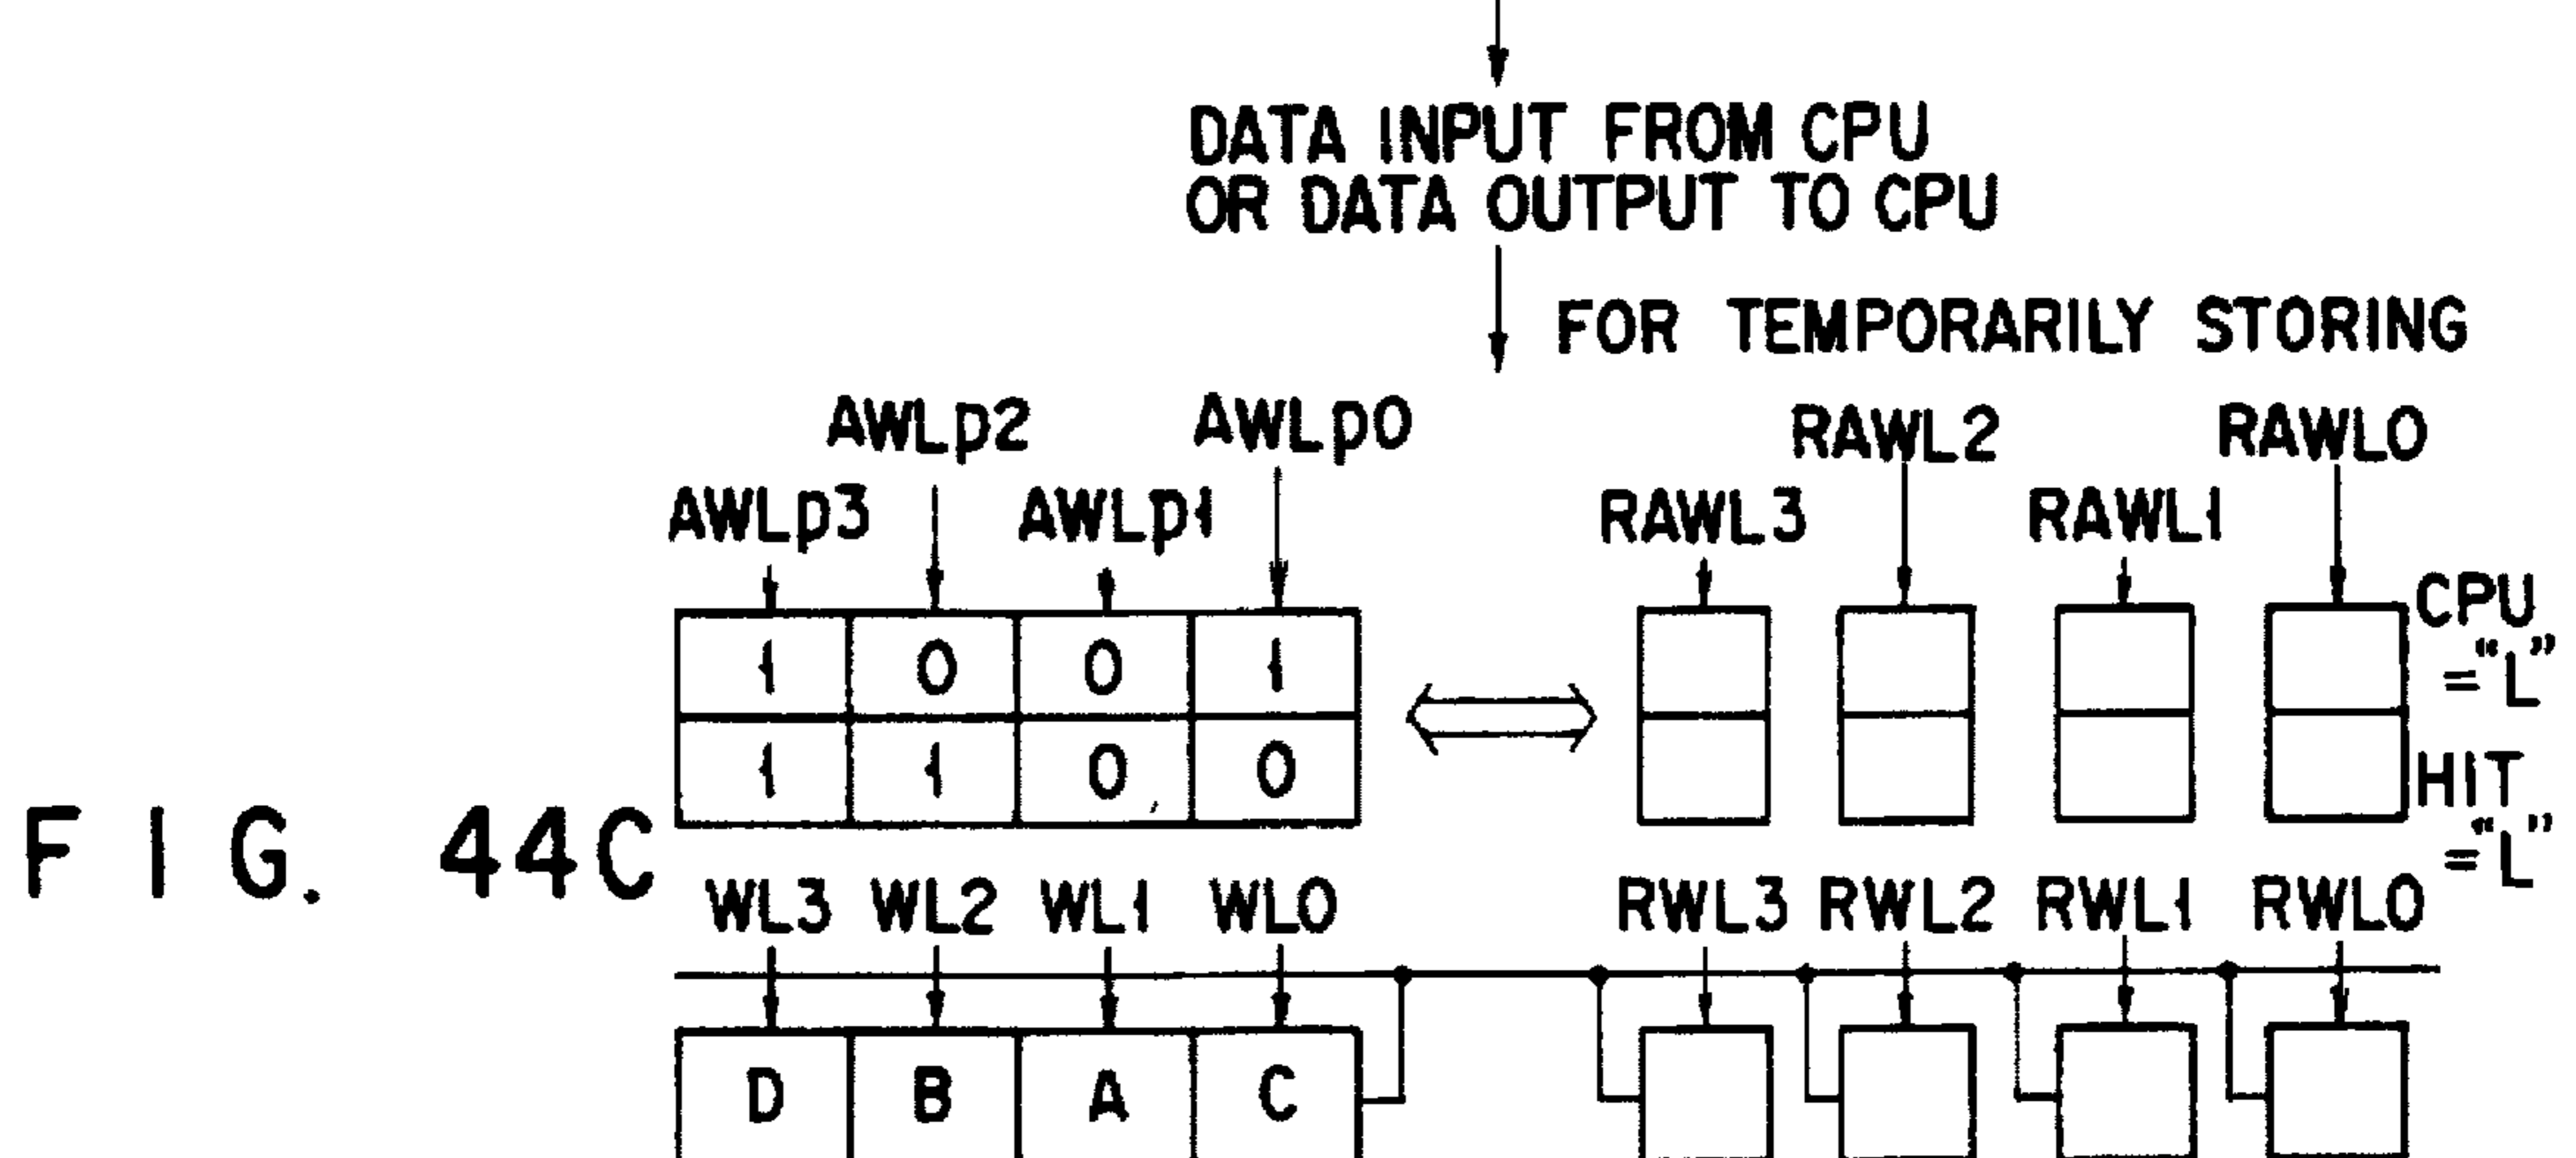 DATA INPUT FROM CPU
OR DATA OUTPUT TO CPU
FOR TEMPORARILY STORING
AWLp2 AWLp0 RAWL2 RAWL0
AWLp3 AWLp1 RAWL3 RAWL1
CPU
="L"
1 0 0 1
1 1 0 0
HIT
="L"
FIG. 44C
WL3 WL2 WL1 WL0 RWL3 RWL2 RWL1 RWL0
D B A C